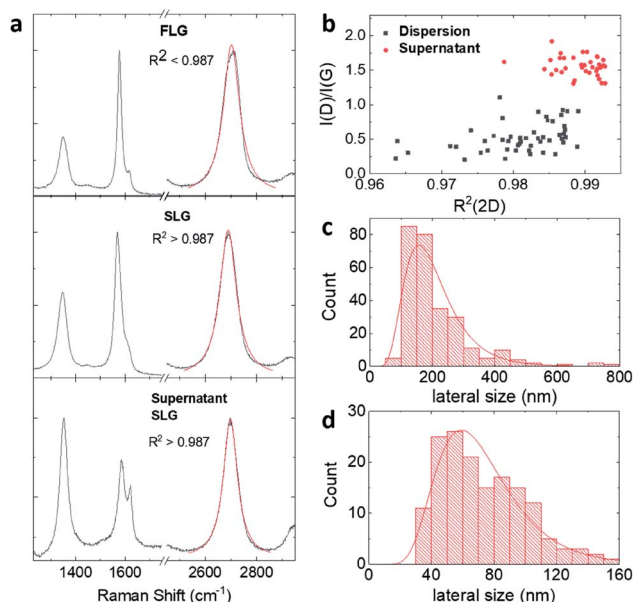 a
FLG
R² < 0.987
SLG
R² > 0.987
Supernatant
SLG
R² > 0.987
1400 1600 2600 2800
Raman Shift (cm⁻¹)
b
Dispersion
Supernatant
I(D)/I(G)
2.0
1.5
1.0
0.5
0.0
0.96 0.97 0.98 0.99
R²(2D)
c
Count
80
60
40
20
0
0 200 400 600 800
lateral size (nm)
d
Count
30
20
10
0
0 40 80 120 160
lateral size (nm)